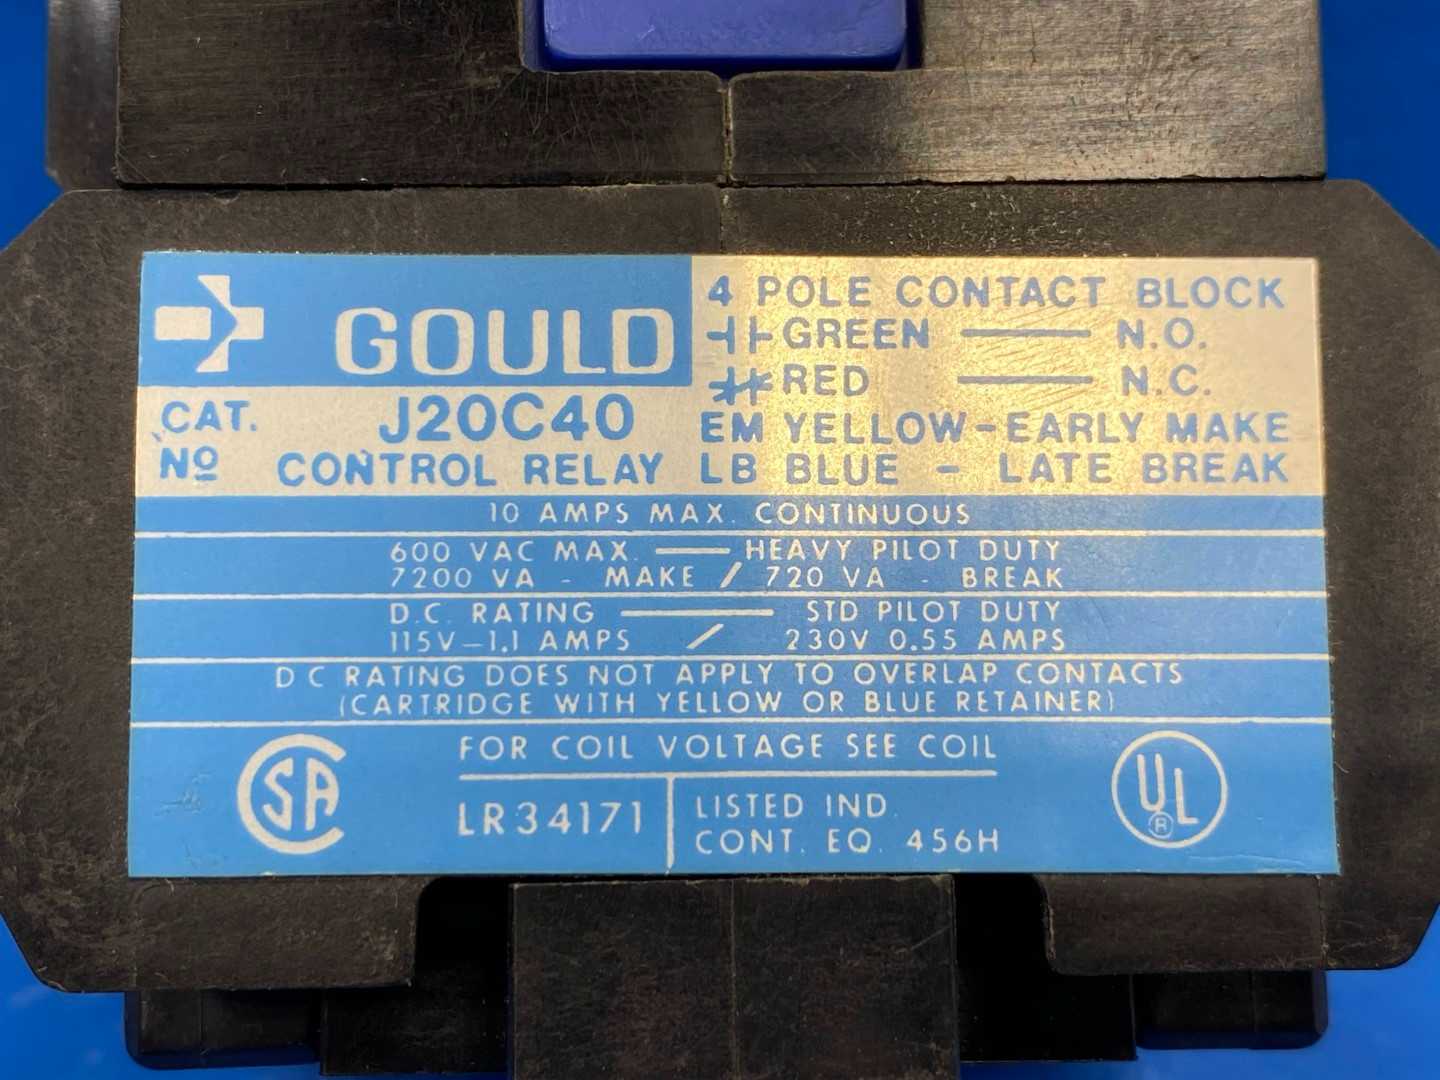 GOULD
CAT. Nº J20C40
CONTROL RELAY
4 POLE CONTACT BLOCK
GREEN — N.O.
RED — N.C.
EM YELLOW - EARLY MAKE
LB BLUE - LATE BREAK
10 AMPS MAX. CONTINUOUS
600 VAC MAX. — HEAVY PILOT DUTY
7200 VA - MAKE / 720 VA - BREAK
D.C. RATING — STD PILOT DUTY
115V-1.1 AMPS / 230V 0.55 AMPS
D C RATING DOES NOT APPLY TO OVERLAP CONTACTS
(CARTRIDGE WITH YELLOW OR BLUE RETAINER)
FOR COIL VOLTAGE SEE COIL
CSA
LR34171
LISTED IND.
CONT. EQ. 456H
UL
®